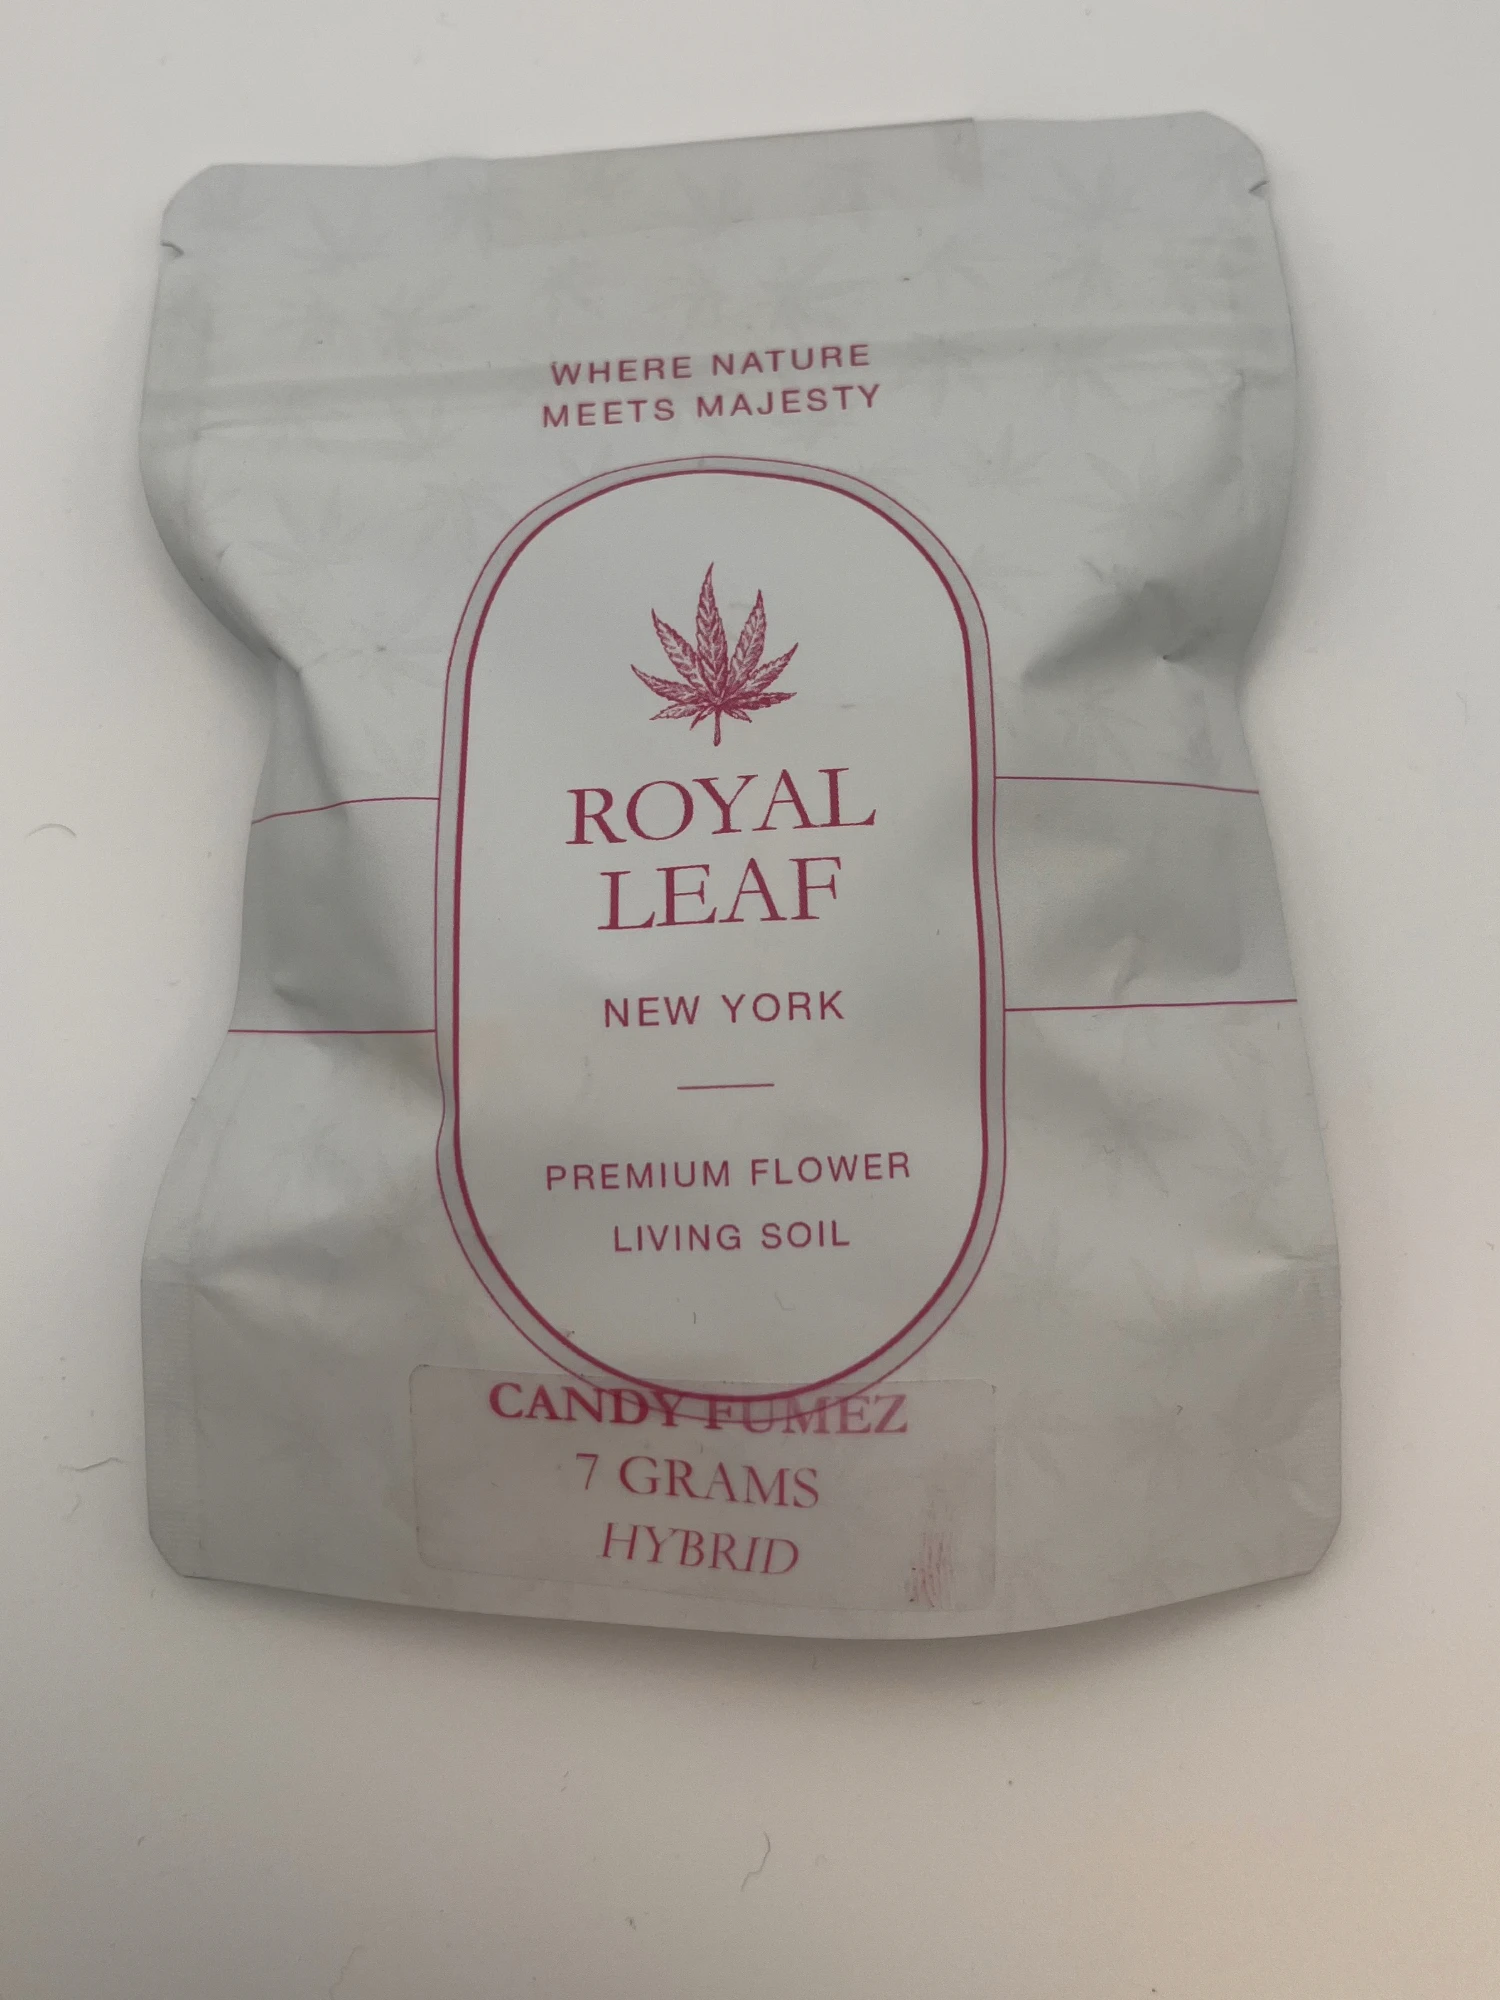 WHERE NATURE
MEETS MAJESTY
ROYAL
LEAF
NEW YORK
PREMIUM FLOWER
LIVING SOIL
CANDY FUMEZ
7 GRAMS
HYBRID